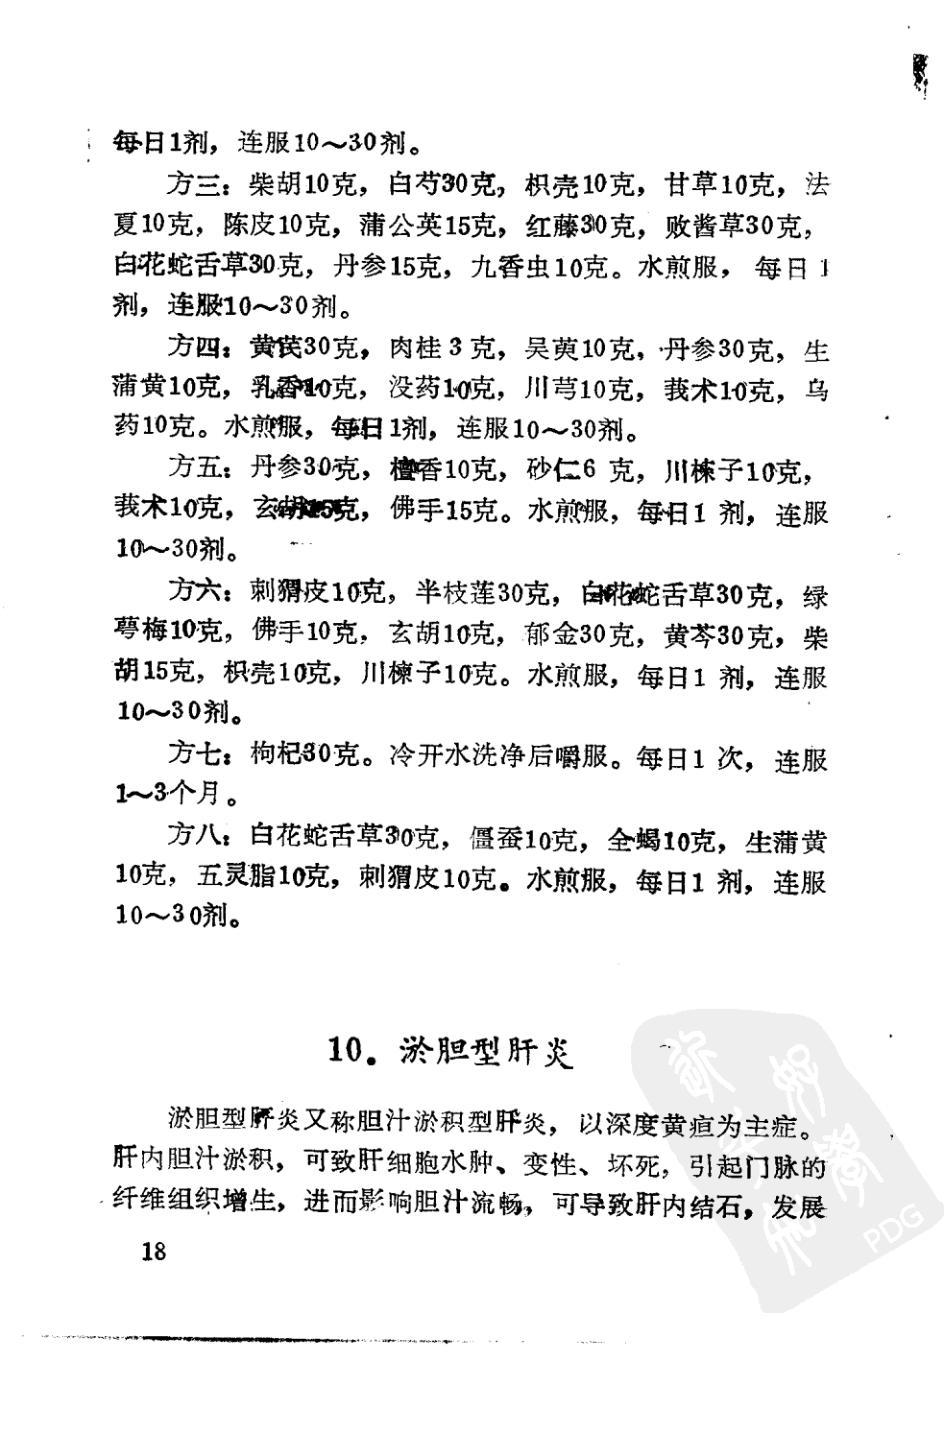 每日1剂，连服10～30剂。
方三：柴胡10克，白芍30克，枳壳10克，甘草10克，法
夏10克，陈皮10克，蒲公英15克，红藤30克，败酱草30克，
白花蛇舌草30克，丹参15克，九香虫10克。水煎服，每日1
剂，连服10～30剂。
方四：黄芪30克，肉桂3克，吴萸10克，丹参30克，生
蒲黄10克，乳香10克，没药10克，川芎10克，莪术10克，乌
药10克。水煎服，每日1剂，连服10～30剂。
方五：丹参30克，檀香10克，砂仁6克，川楝子10克，
莪术10克，玄胡15克，佛手15克。水煎服，每日1剂，连服
10～30剂。
方六：刺猬皮10克，半枝莲30克，白花蛇舌草30克，绿
萼梅10克，佛手10克，玄胡10克，郁金30克，黄芩30克，柴
胡15克，枳壳10克，川楝子10克。水煎服，每日1剂，连服
10～30剂。
方七：枸杞30克。冷开水洗净后嚼服。每日1次，连服
1～3个月。
方八：白花蛇舌草30克，僵蚕10克，全蝎10克，生蒲黄
10克，五灵脂10克，刺猬皮10克。水煎服，每日1剂，连服
10～30剂。
10．淤胆型肝炎
淤胆型肝炎又称胆汁淤积型肝炎，以深度黄疸为主症。
肝内胆汁淤积，可致肝细胞水肿、变性、坏死，引起门脉的
纤维组织增生，进而影响胆汁流畅，可导致肝内结石，发展
18
PDG